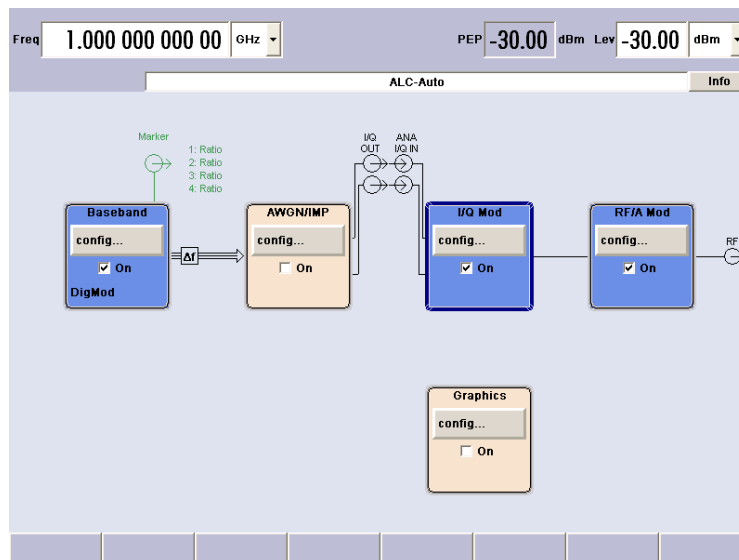 Freq 1.000 000 000 00 GHz PEP -30.00 dBm Lev -30.00 dBm
ALC-Auto Info
Marker
1: Ratio
2: Ratio
3: Ratio
4: Ratio
I/Q OUT
ANA I/Q IN
Baseband
config...
On
DigMod
Δf
AWGN/IMP
config...
On
I/Q Mod
config...
On
RF/A Mod
config...
On
RF
Graphics
config...
On